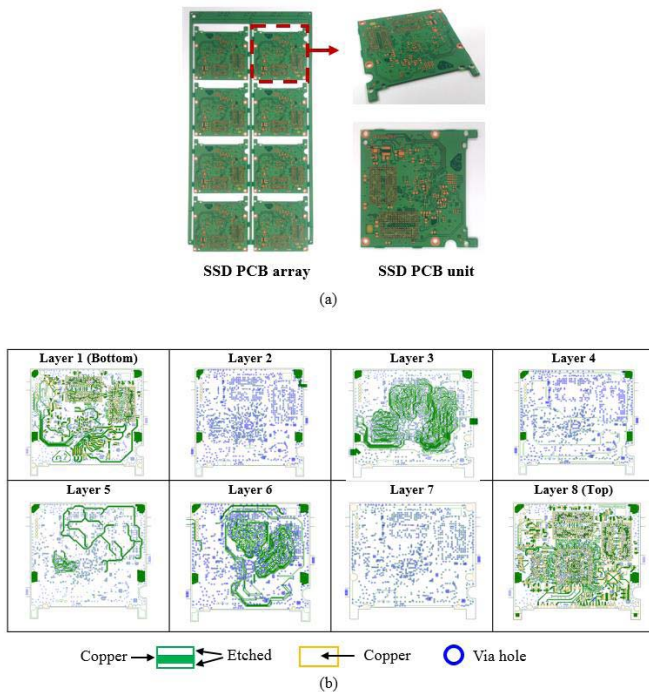 SSD PCB array SSD PCB unit
(a)
Layer 1 (Bottom) Layer 2 Layer 3 Layer 4
Layer 5 Layer 6 Layer 7 Layer 8 (Top)
Copper Etched Copper Via hole
(b)